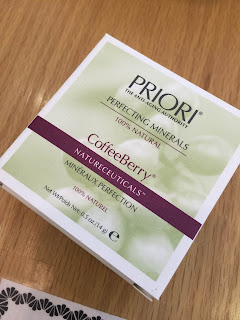 PRIORI®
THE ANTI-AGING AUTHORITY
PERFECTING MINERALS
100% NATURAL
CoffeeBerry®
NATURECEUTICALS™
MINÉRAUX PERFECTION
100% NATUREL
Net Wt/Poids Net. 0.5 oz (14 g) ℮